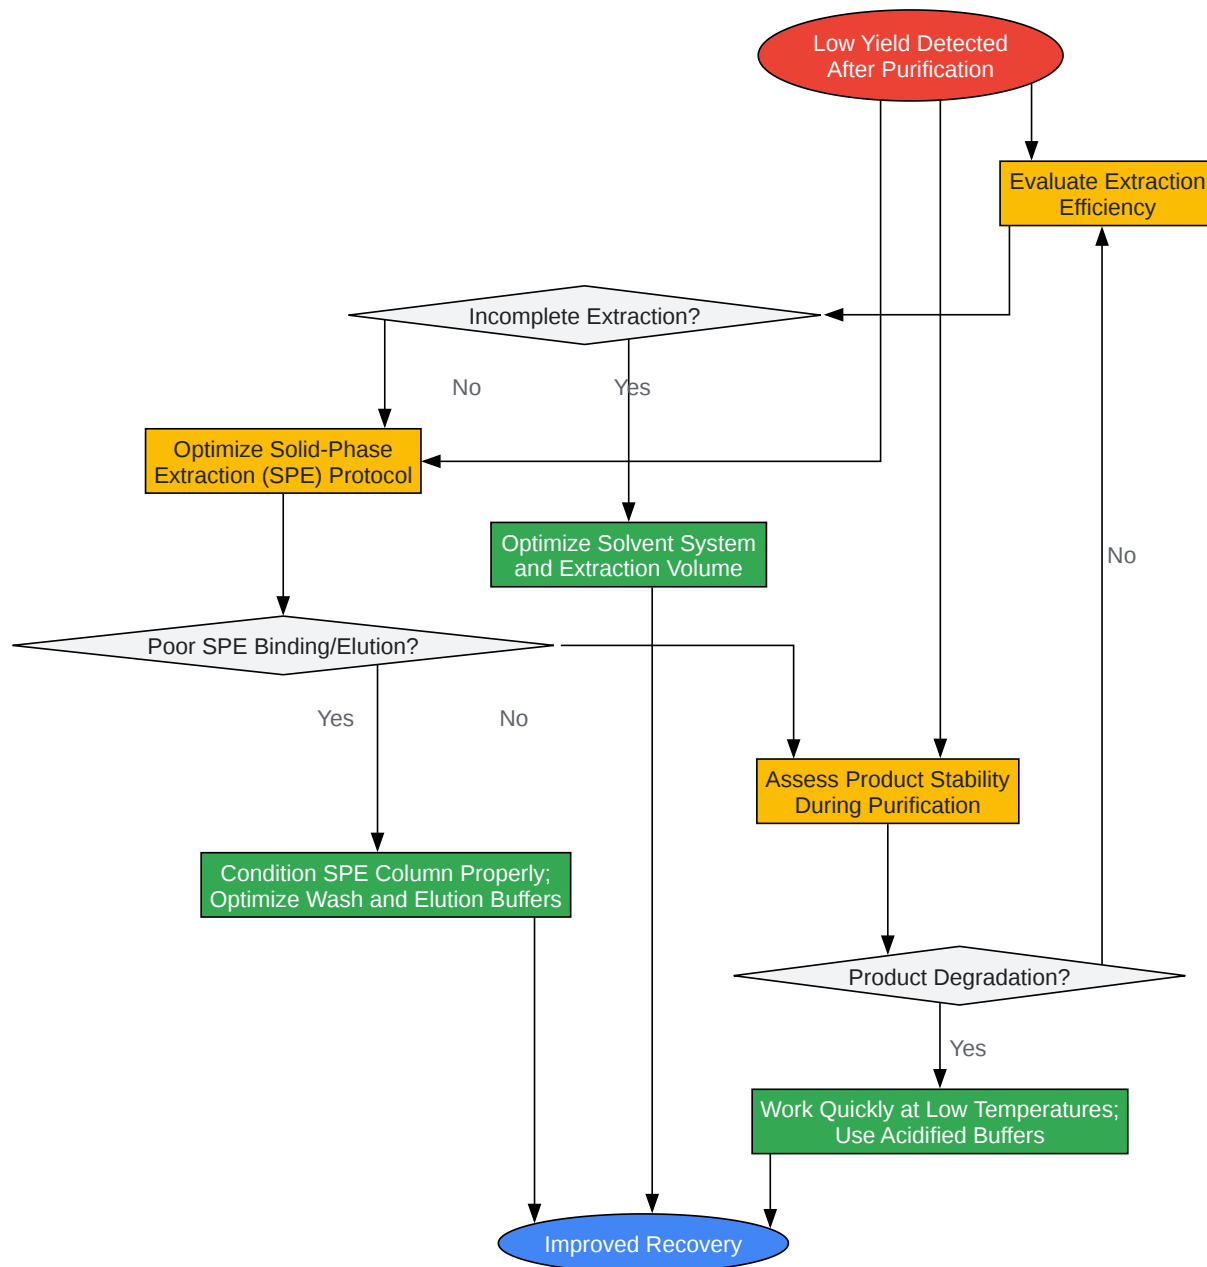 Low Yield Detected
After Purification
Evaluate Extraction
Efficiency
Incomplete Extraction?
No
Yes
Optimize Solid-Phase
Extraction (SPE) Protocol
Optimize Solvent System
and Extraction Volume
No
Poor SPE Binding/Elution?
Yes
No
Assess Product Stability
During Purification
Condition SPE Column Properly;
Optimize Wash and Elution Buffers
Product Degradation?
Yes
Work Quickly at Low Temperatures;
Use Acidified Buffers
Improved Recovery